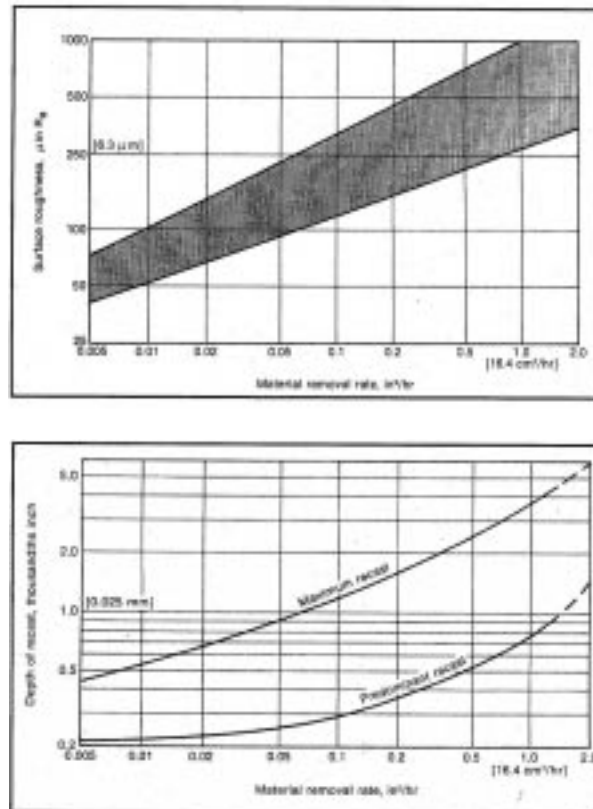 1000
500
[6.3 µm]
250
100
50
Surface roughness, µ in Rₐ
0.005 0.01 0.02 0.05 0.1 0.2 0.5 1.0 2.0
[16.4 cm³/hr]
Material removal rate, in³/hr
5.0
2.0
[0.025 mm]
1.0
0.5
0.2
Depth of recast, thousandths inch
Maximum recast
Predominant recast
0.005 0.01 0.02 0.05 0.1 0.2 0.5 1.0 2.0
[16.4 cm³/hr]
Material removal rate, in³/hr